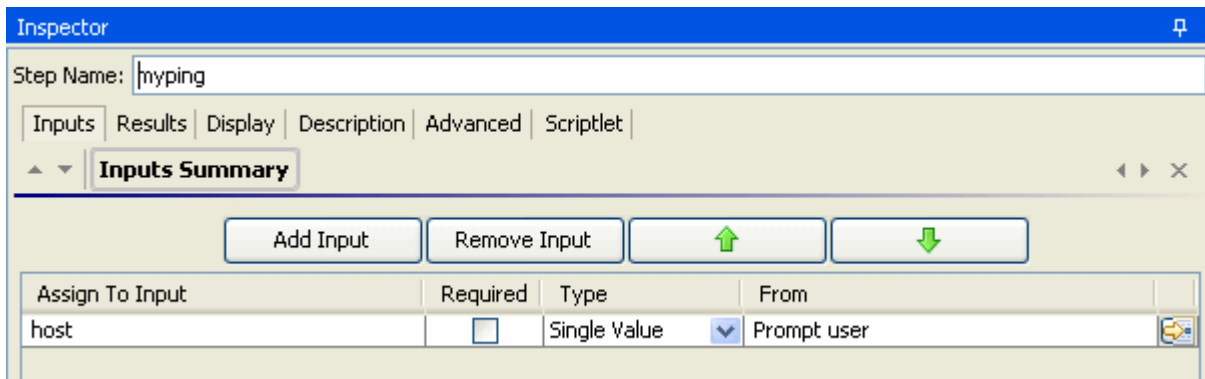 Inspector
Step Name: myping
Inputs Results Display Description Advanced Scriptlet
Inputs Summary
Add Input Remove Input
Assign To Input Required Type From
host Single Value Prompt user